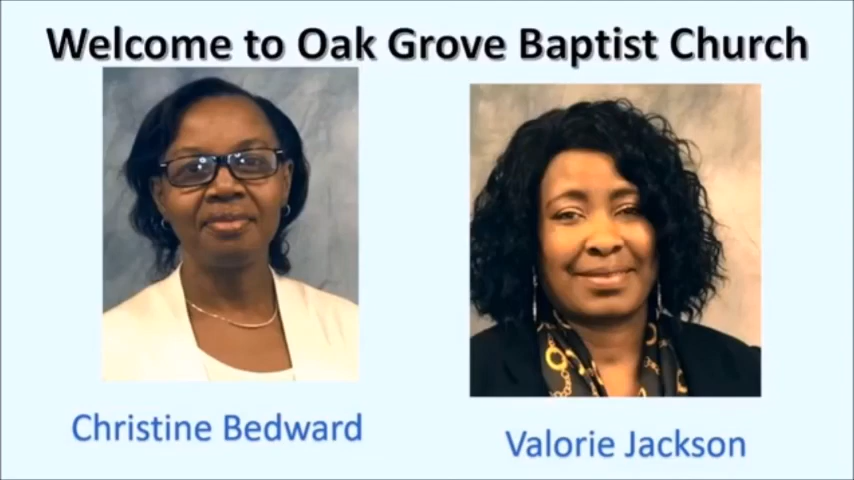 Welcome to Oak Grove Baptist Church
Christine Bedward
Valorie Jackson